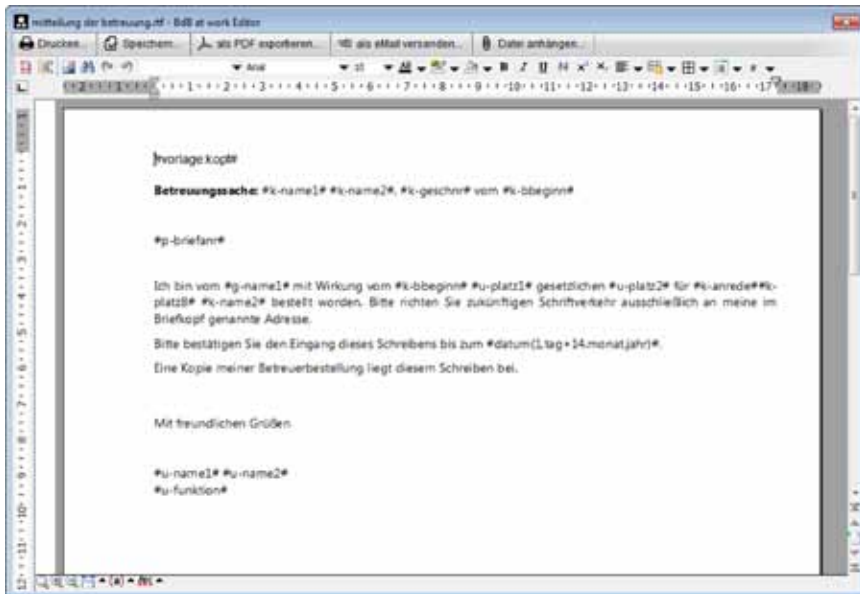 mitteilung der betreuung.rtf - BdB at work Editor
Drucken... Speichern... als PDF exportieren... als eMail versenden... Datei anhängen...
Arial
#vorlage:kopf#
Betreuungssache: #k-name1# #k-name2#, #k-geschnr# vom #k-bbeginn#
#p-briefanr#
Ich bin vom #g-name1# mit Wirkung vom #k-bbeginn# #u-platz1# gesetzlichen #u-platz2# für #k-anrede##k-
platz8# #k-name2# bestellt worden. Bitte richten Sie zukünftigen Schriftverkehr ausschließlich an meine im
Briefkopf genannte Adresse.
Bitte bestätigen Sie den Eingang dieses Schreibens bis zum #datum(1,tag+14.monat.jahr)#.
Eine Kopie meiner Betreuerbestellung liegt diesem Schreiben bei.
Mit freundlichen Grüßen
#u-name1# #u-name2#
#u-funktion#